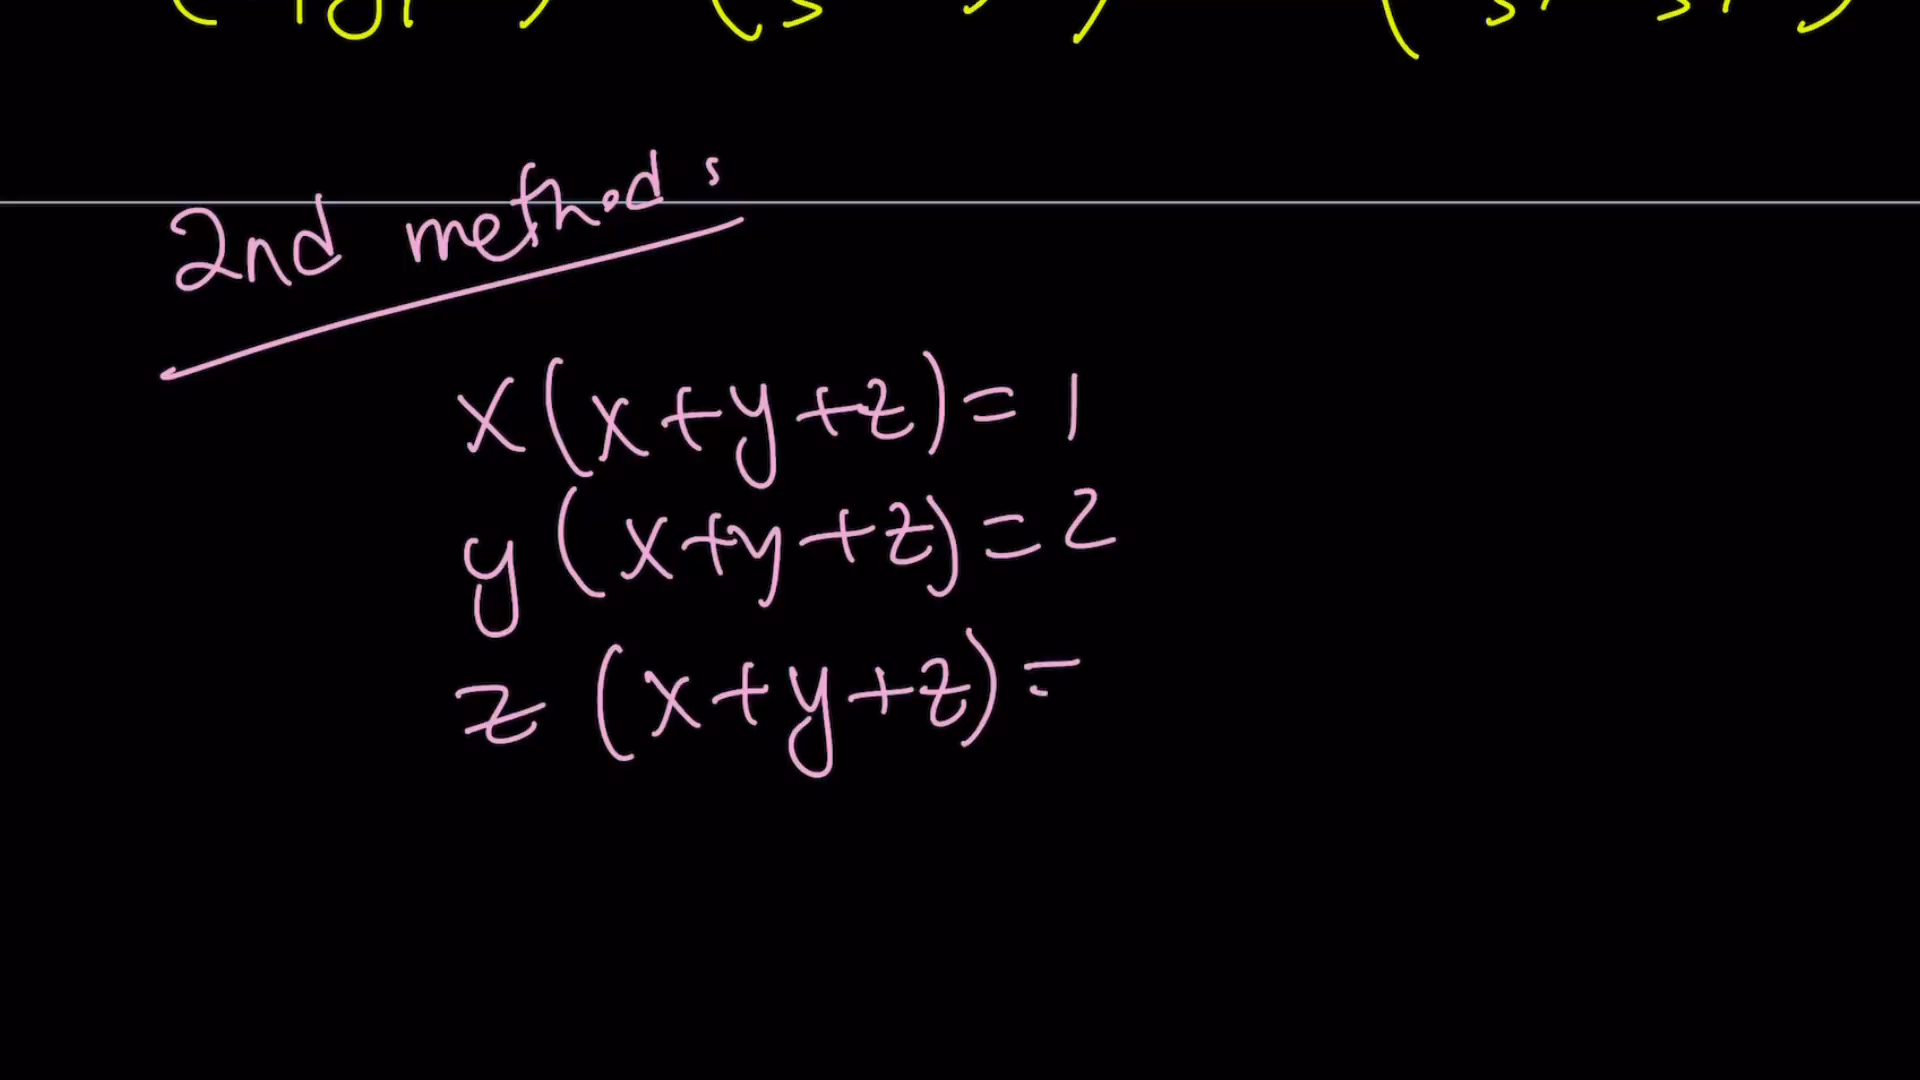 2nd method:
x(x+y+z)=1
y(x+y+z)=2
z(x+y+z)=